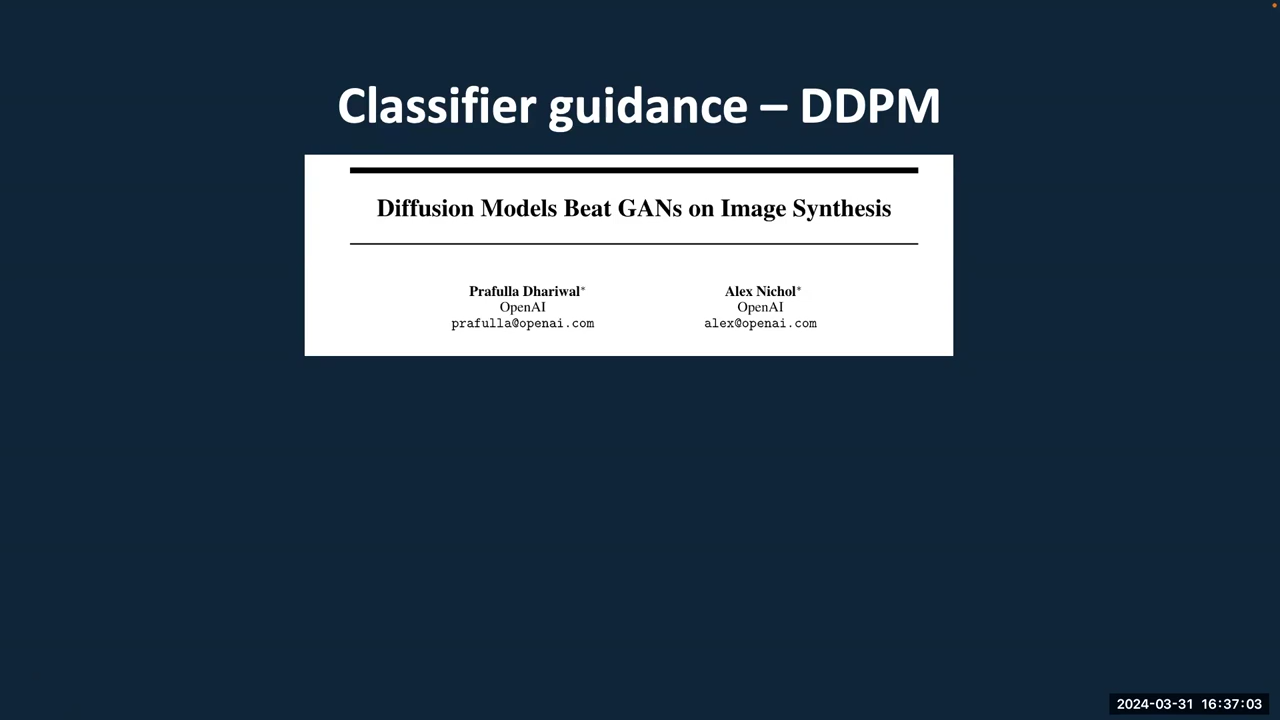 Classifier guidance – DDPM
Diffusion Models Beat GANs on Image Synthesis
Prafulla Dhariwal* Alex Nichol*
OpenAI OpenAI
prafulla@openai.com alex@openai.com
2024-03-31 16:37:03